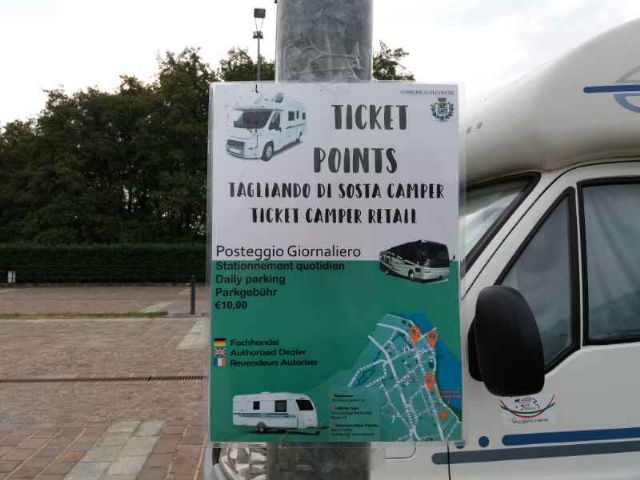 TICKET
POINTS
TAGLIANDO DI SOSTA CAMPER
TICKET CAMPER RETAIL
Posteggio Giornaliero
Stationnement quotidien
Daily parking
Parkgebühr
€10,00
Fachhandel
Authorized Dealer
Revendeurs Autorises